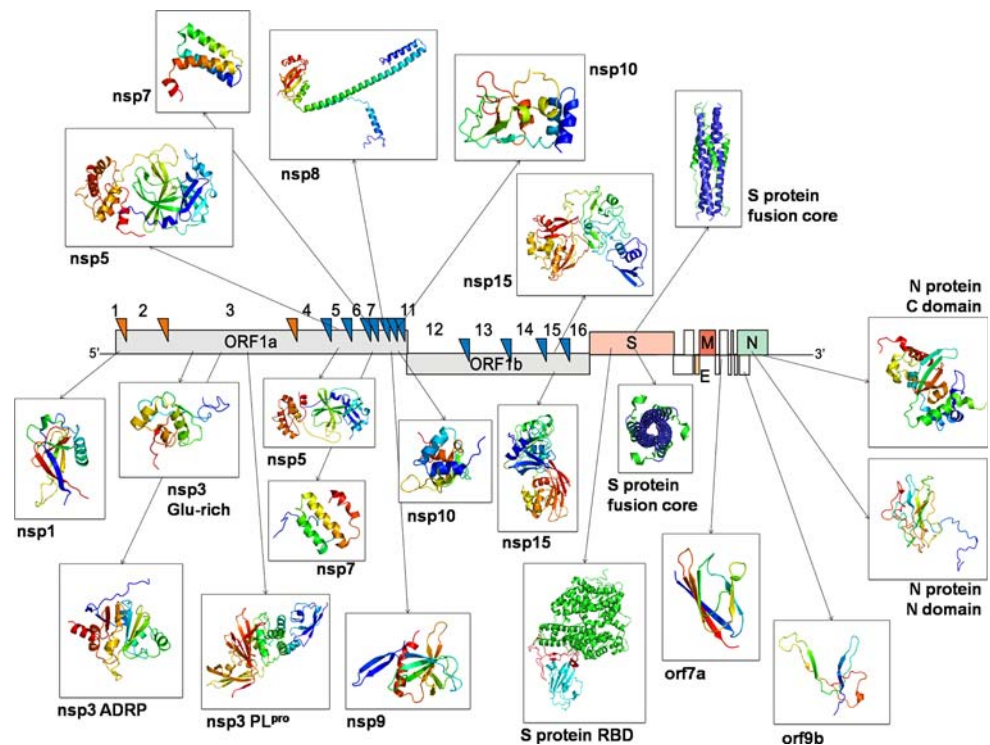 nsp7
nsp8
nsp10
nsp5
nsp15
S protein
fusion core
N protein
C domain
1 2 3 4 5 6 7 11
12 13 14 15 16
5' ORF1a ORF1b S E M N 3'
nsp1
nsp3
Glu-rich
nsp5
nsp7
nsp10
nsp15
S protein
fusion core
N protein
N domain
nsp3 ADRP
nsp3 PLpro
nsp9
S protein RBD
orf7a
orf9b